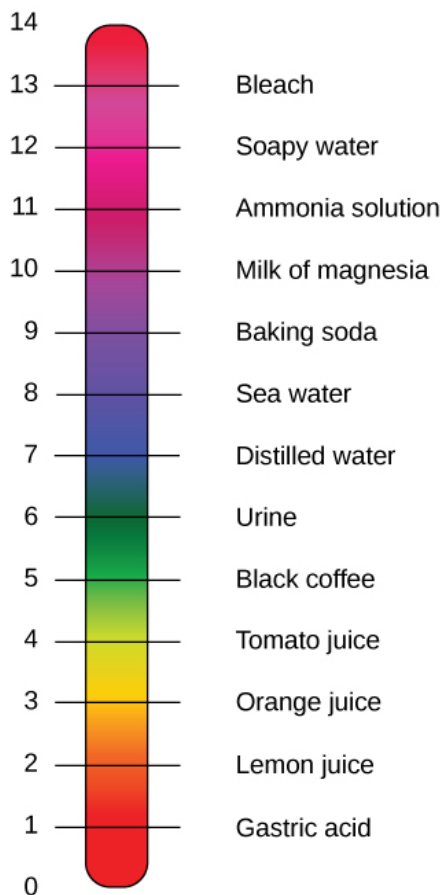 14
13 Bleach
12 Soapy water
11 Ammonia solution
10 Milk of magnesia
9 Baking soda
8 Sea water
7 Distilled water
6 Urine
5 Black coffee
4 Tomato juice
3 Orange juice
2 Lemon juice
1 Gastric acid
0